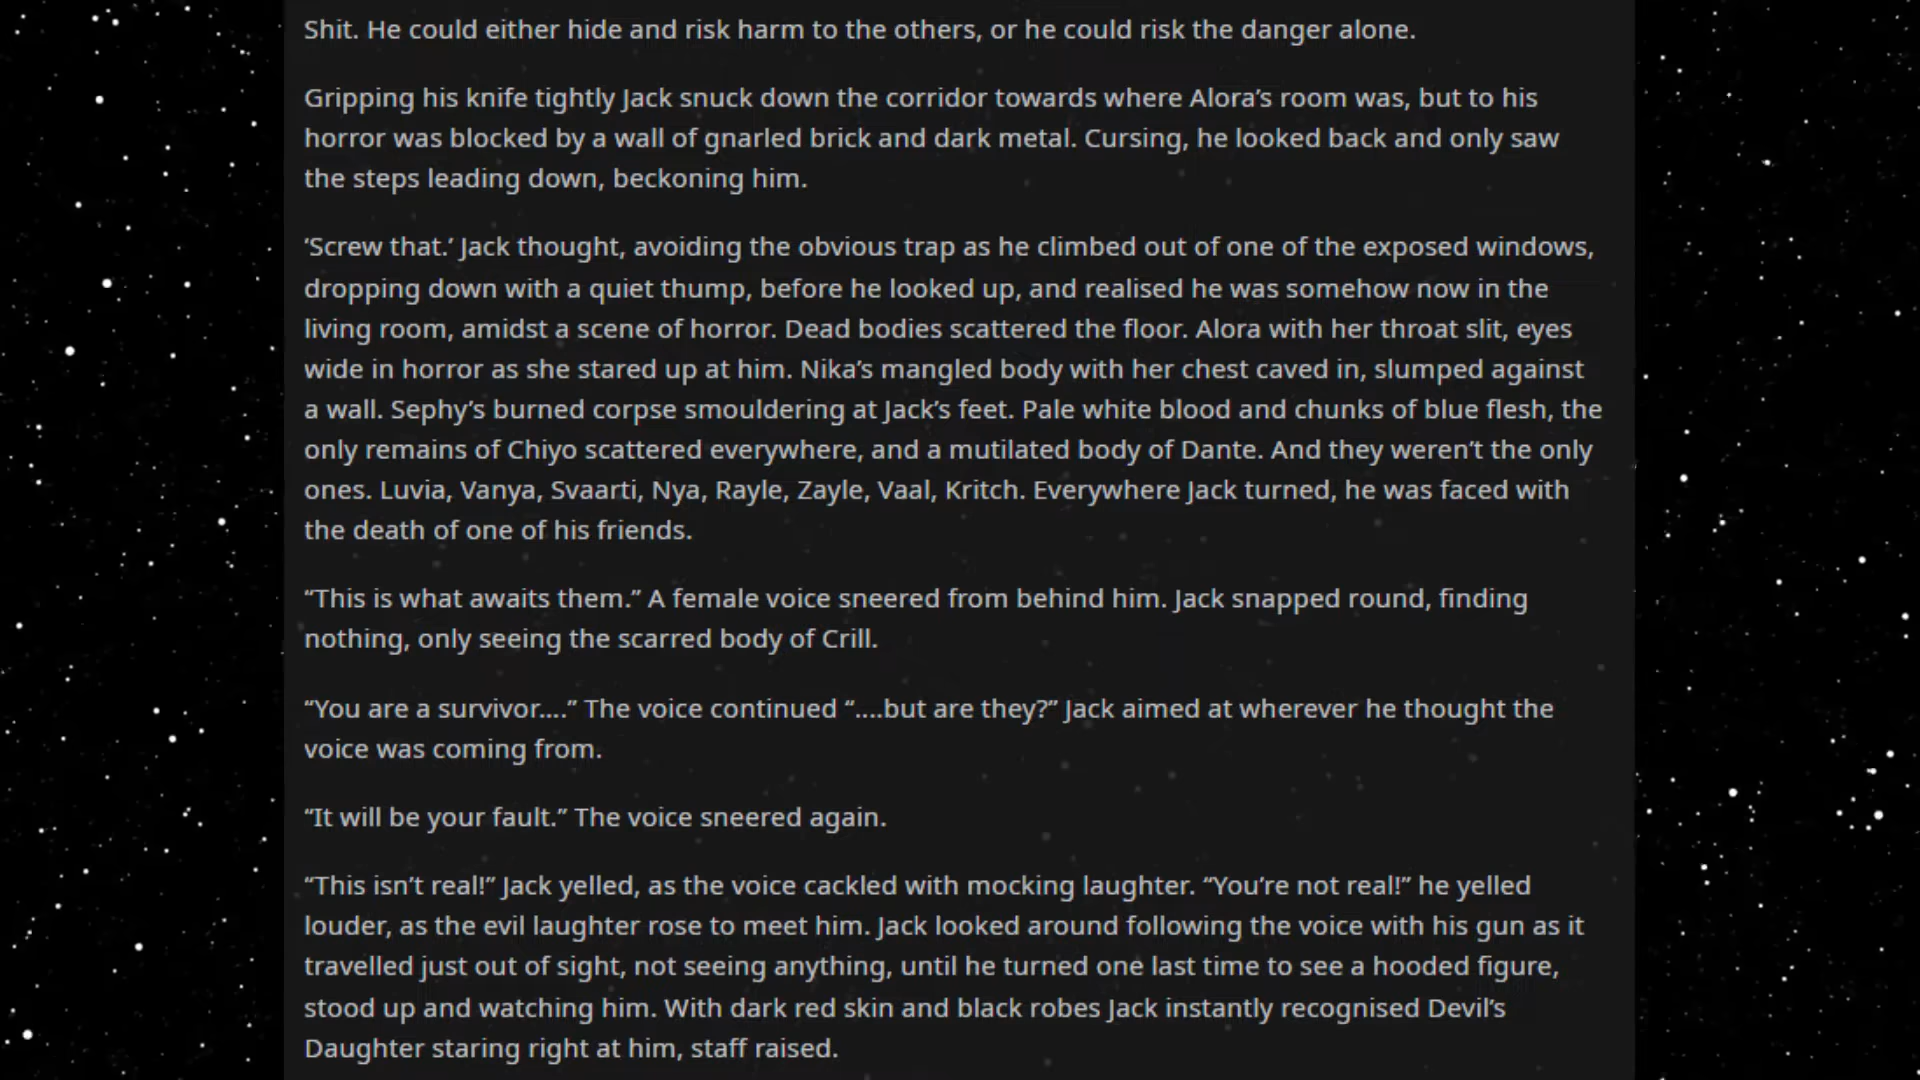 Shit. He could either hide and risk harm to the others, or he could risk the danger alone.
Gripping his knife tightly Jack snuck down the corridor towards where Alora’s room was, but to his
horror was blocked by a wall of gnarled brick and dark metal. Cursing, he looked back and only saw
the steps leading down, beckoning him.
‘Screw that.’ Jack thought, avoiding the obvious trap as he climbed out of one of the exposed windows,
dropping down with a quiet thump, before he looked up, and realised he was somehow now in the
living room, amidst a scene of horror. Dead bodies scattered the floor. Alora with her throat slit, eyes
wide in horror as she stared up at him. Nika’s mangled body with her chest caved in, slumped against
a wall. Sephy’s burned corpse smouldering at Jack’s feet. Pale white blood and chunks of blue flesh, the
only remains of Chiyo scattered everywhere, and a mutilated body of Dante. And they weren’t the only
ones. Luvia, Vanya, Svaarti, Nya, Rayle, Zayle, Vaal, Kritch. Everywhere Jack turned, he was faced with
the death of one of his friends.
“This is what awaits them.” A female voice sneered from behind him. Jack snapped round, finding
nothing, only seeing the scarred body of Crill.
“You are a survivor....” The voice continued “....but are they?” Jack aimed at wherever he thought the
voice was coming from.
“It will be your fault.” The voice sneered again.
“This isn’t real!” Jack yelled, as the voice cackled with mocking laughter. “You’re not real!” he yelled
louder, as the evil laughter rose to meet him. Jack looked around following the voice with his gun as it
travelled just out of sight, not seeing anything, until he turned one last time to see a hooded figure,
stood up and watching him. With dark red skin and black robes Jack instantly recognised Devil’s
Daughter staring right at him, staff raised.